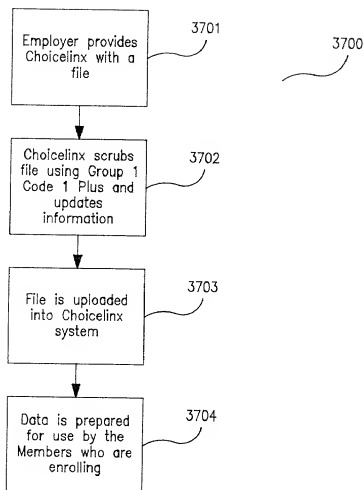 3701
3700
Employer provides
Choicelinx with a
file
3702
Choicelinx scrubs
file using Group 1
Code 1 Plus and
updates
information
3703
File is uploaded
into Choicelinx
system
3704
Data is prepared
for use by the
Members who are
enrolling